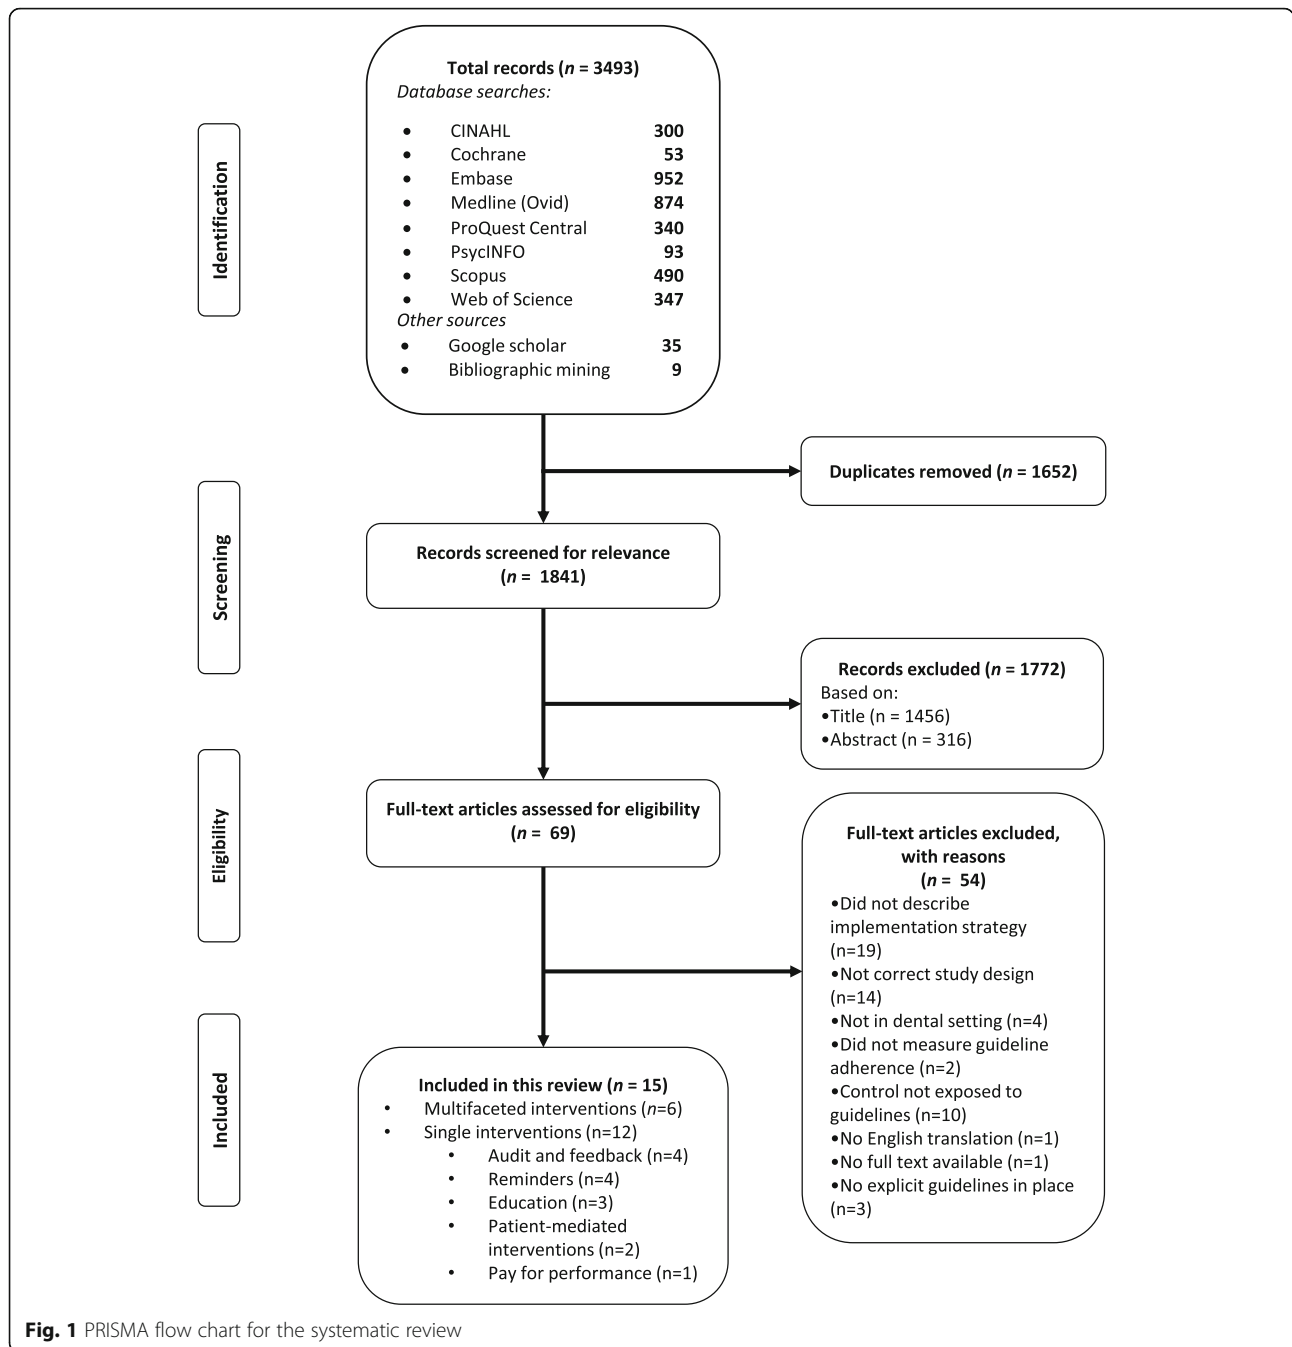 Identification
Total records (n = 3493)
Database searches:
• CINAHL 300
• Cochrane 53
• Embase 952
• Medline (Ovid) 874
• ProQuest Central 340
• PsycINFO 93
• Scopus 490
• Web of Science 347
Other sources
• Google scholar 35
• Bibliographic mining 9
Duplicates removed (n = 1652)
Screening
Records screened for relevance
(n = 1841)
Records excluded (n = 1772)
Based on:
•Title (n = 1456)
•Abstract (n = 316)
Eligibility
Full-text articles assessed for eligibility
(n = 69)
Full-text articles excluded,
with reasons
(n = 54)
•Did not describe
implementation strategy
(n=19)
•Not correct study design
(n=14)
•Not in dental setting (n=4)
•Did not measure guideline
adherence (n=2)
•Control not exposed to
guidelines (n=10)
•No English translation (n=1)
•No full text available (n=1)
•No explicit guidelines in place
(n=3)
Included
Included in this review (n = 15)
• Multifaceted interventions (n=6)
• Single interventions (n=12)
• Audit and feedback (n=4)
• Reminders (n=4)
• Education (n=3)
• Patient-mediated
interventions (n=2)
• Pay for performance (n=1)
Fig. 1 PRISMA flow chart for the systematic review